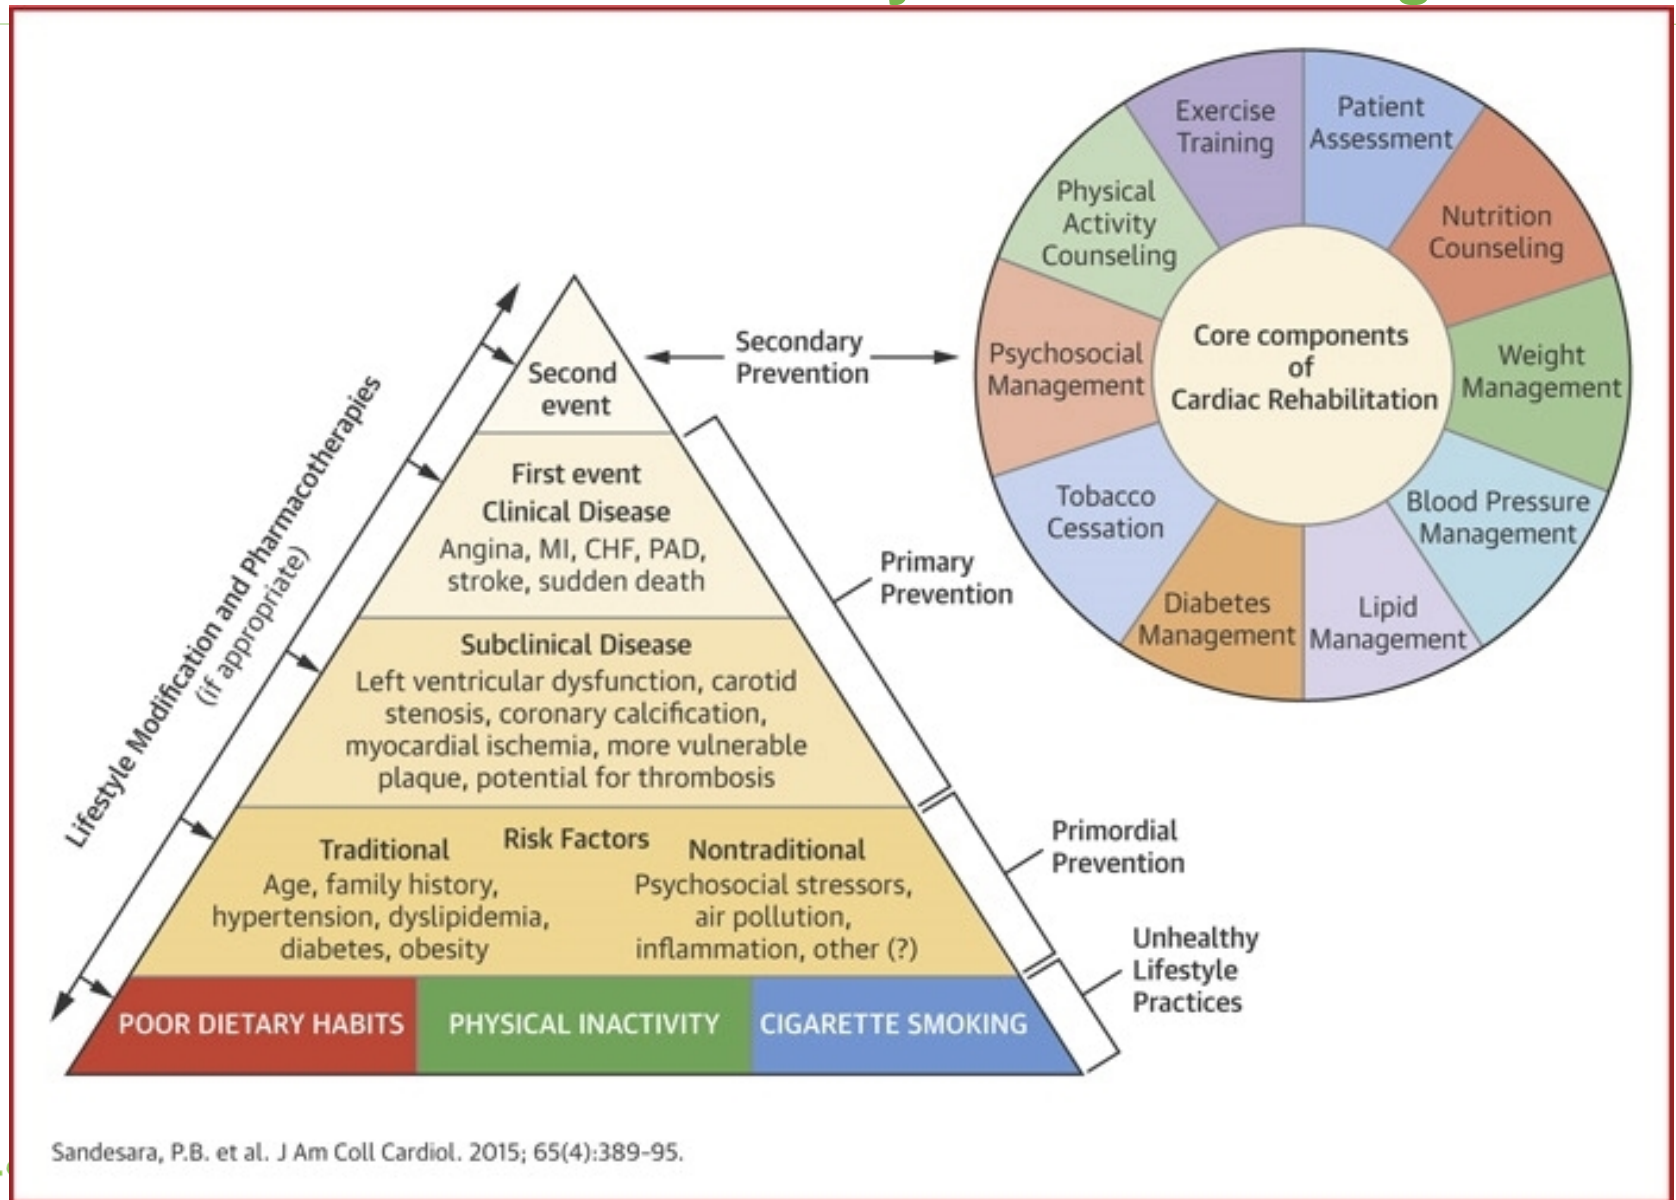 Exercise
Training
Patient
Assessment
Nutrition
Counseling
Weight
Management
Blood Pressure
Management
Lipid
Management
Diabetes
Management
Tobacco
Cessation
Psychosocial
Management
Physical
Activity
Counseling
Core components
of
Cardiac Rehabilitation
Secondary
Prevention
Second
event
First event
Clinical Disease
Angina, MI, CHF, PAD,
stroke, sudden death
Primary
Prevention
Subclinical Disease
Left ventricular dysfunction, carotid
stenosis, coronary calcification,
myocardial ischemia, more vulnerable
plaque, potential for thrombosis
Lifestyle Modification and Pharmacotherapies
(if appropriate)
Risk Factors
Traditional
Age, family history,
hypertension, dyslipidemia,
diabetes, obesity
Nontraditional
Psychosocial stressors,
air pollution,
inflammation, other (?)
Primordial
Prevention
Unhealthy
Lifestyle
Practices
POOR DIETARY HABITS
PHYSICAL INACTIVITY
CIGARETTE SMOKING
Sandesara, P.B. et al. J Am Coll Cardiol. 2015; 65(4):389-95.